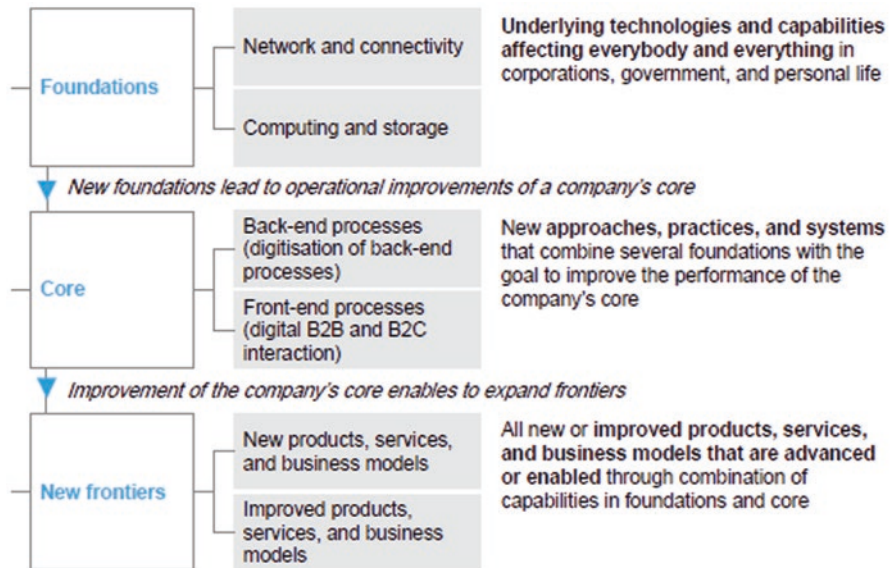 Foundations
Network and connectivity
Computing and storage
Underlying technologies and capabilities
affecting everybody and everything in
corporations, government, and personal life
New foundations lead to operational improvements of a company's core
Core
Back-end processes
(digitisation of back-end
processes)
Front-end processes
(digital B2B and B2C
interaction)
New approaches, practices, and systems
that combine several foundations with the
goal to improve the performance of the
company's core
Improvement of the company's core enables to expand frontiers
New frontiers
New products, services,
and business models
Improved products,
services, and business
models
All new or improved products, services,
and business models that are advanced
or enabled through combination of
capabilities in foundations and core